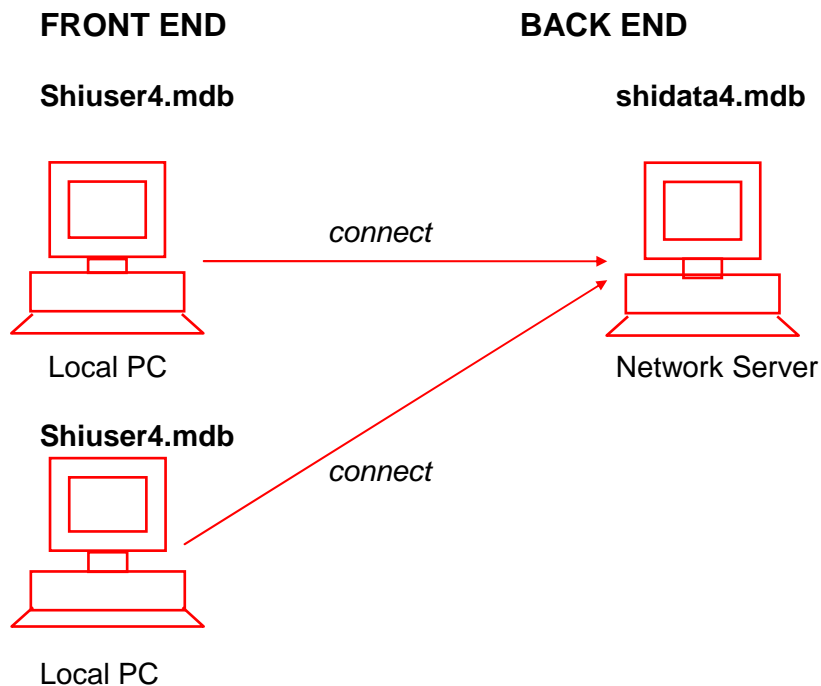 FRONT END BACK END
Shiuser4.mdb shidata4.mdb
connect
Local PC Network Server
Shiuser4.mdb
connect
Local PC